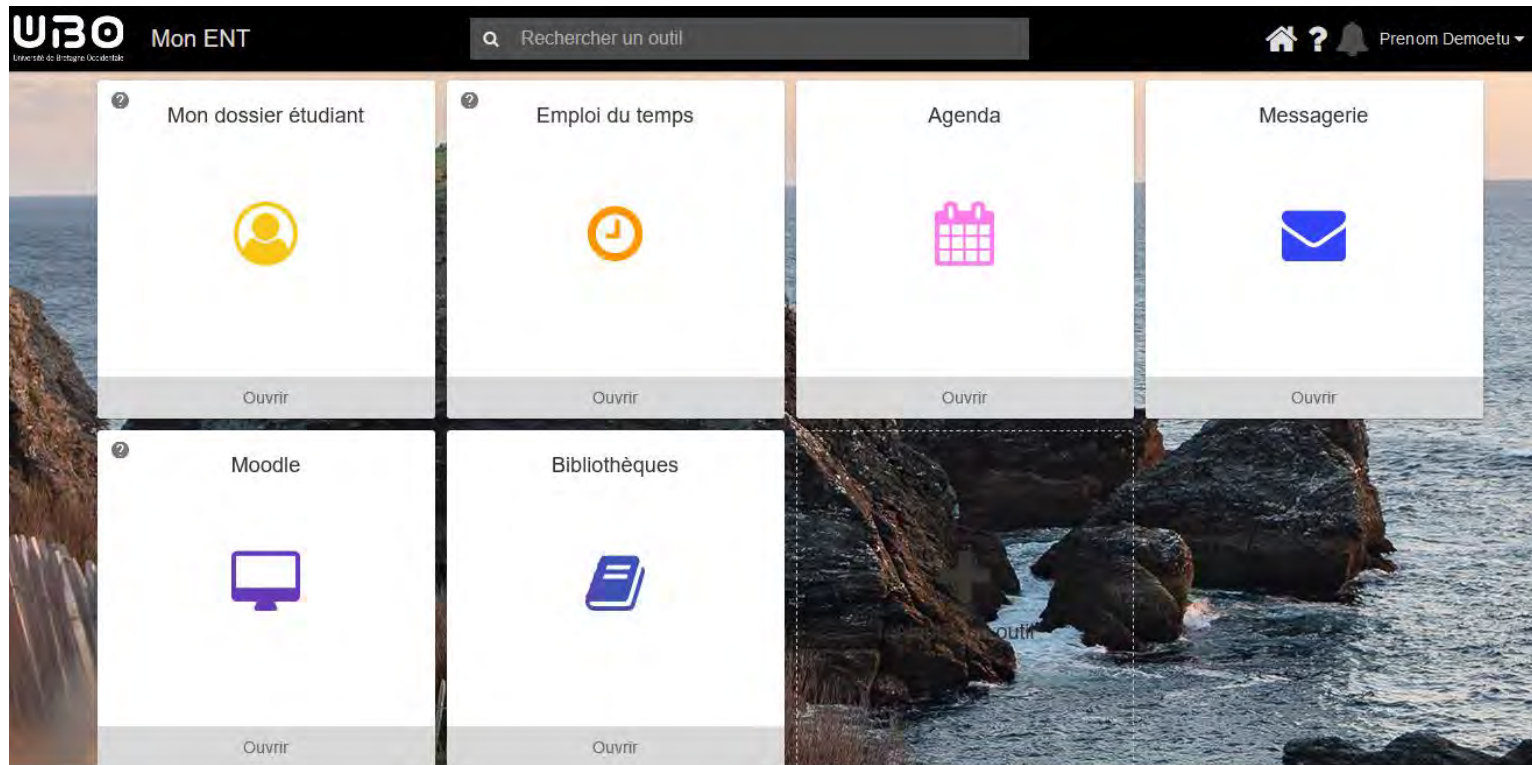 UBO
Université de Bretagne Occidentale
Mon ENT
Rechercher un outil
?
Prenom Demoetu
? Mon dossier étudiant
? Emploi du temps
Agenda
Messagerie
Ouvrir
Ouvrir
Ouvrir
Ouvrir
? Moodle
Bibliothèques
outil
Ouvrir
Ouvrir